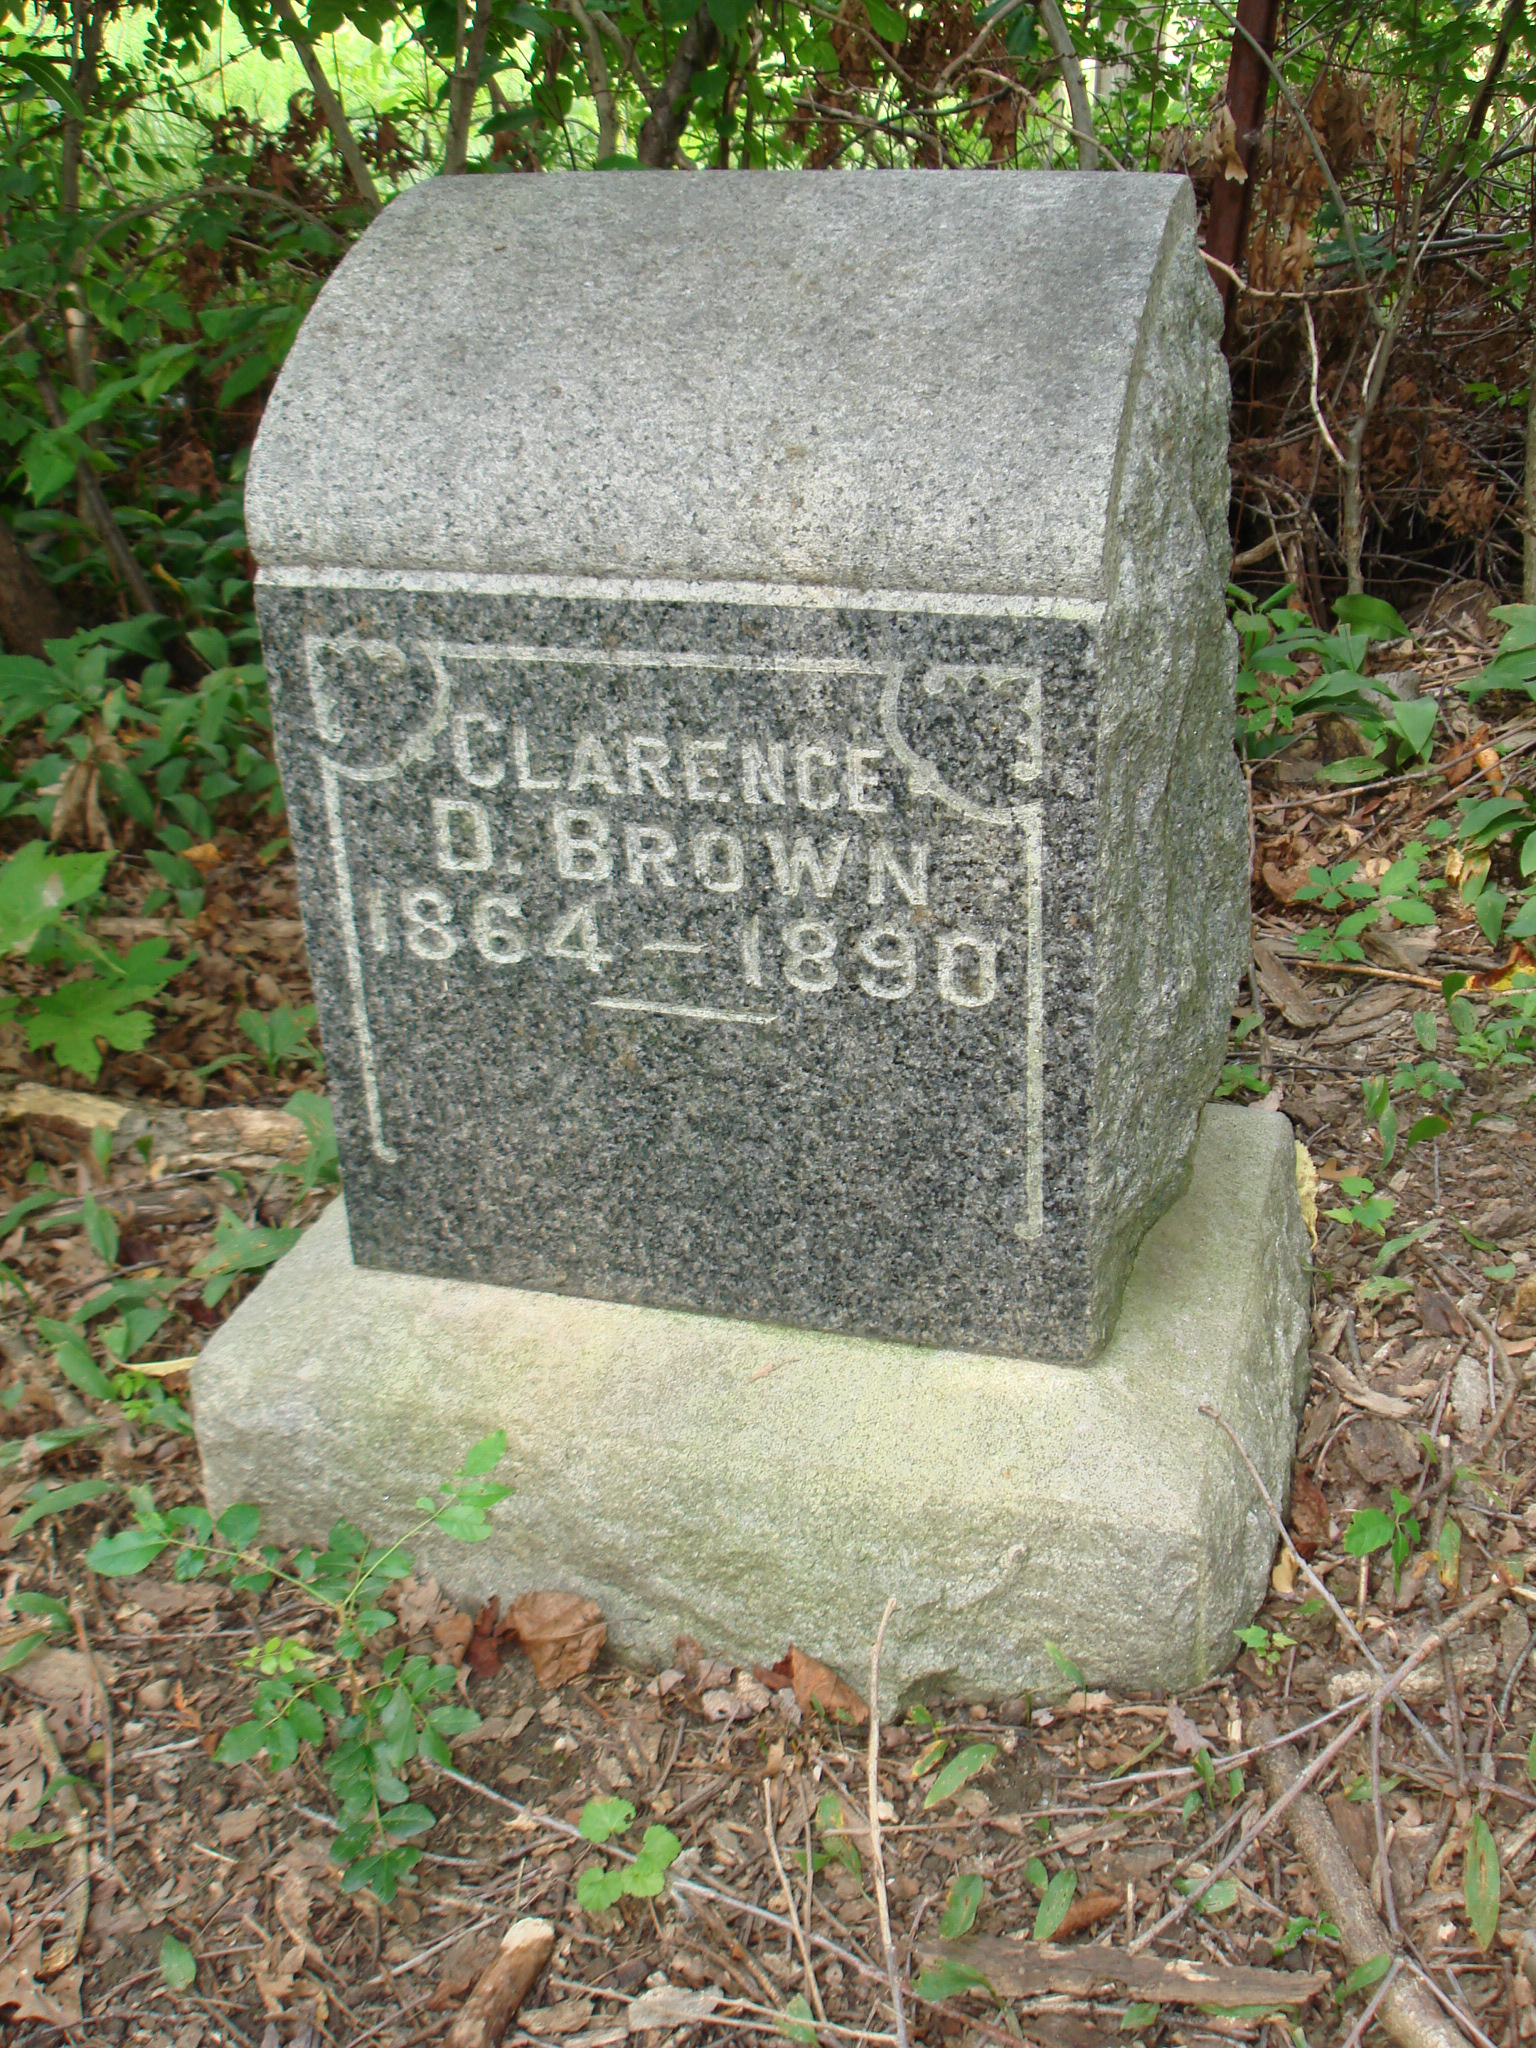 CLARENCE
D. BROWN
1864 — 1890